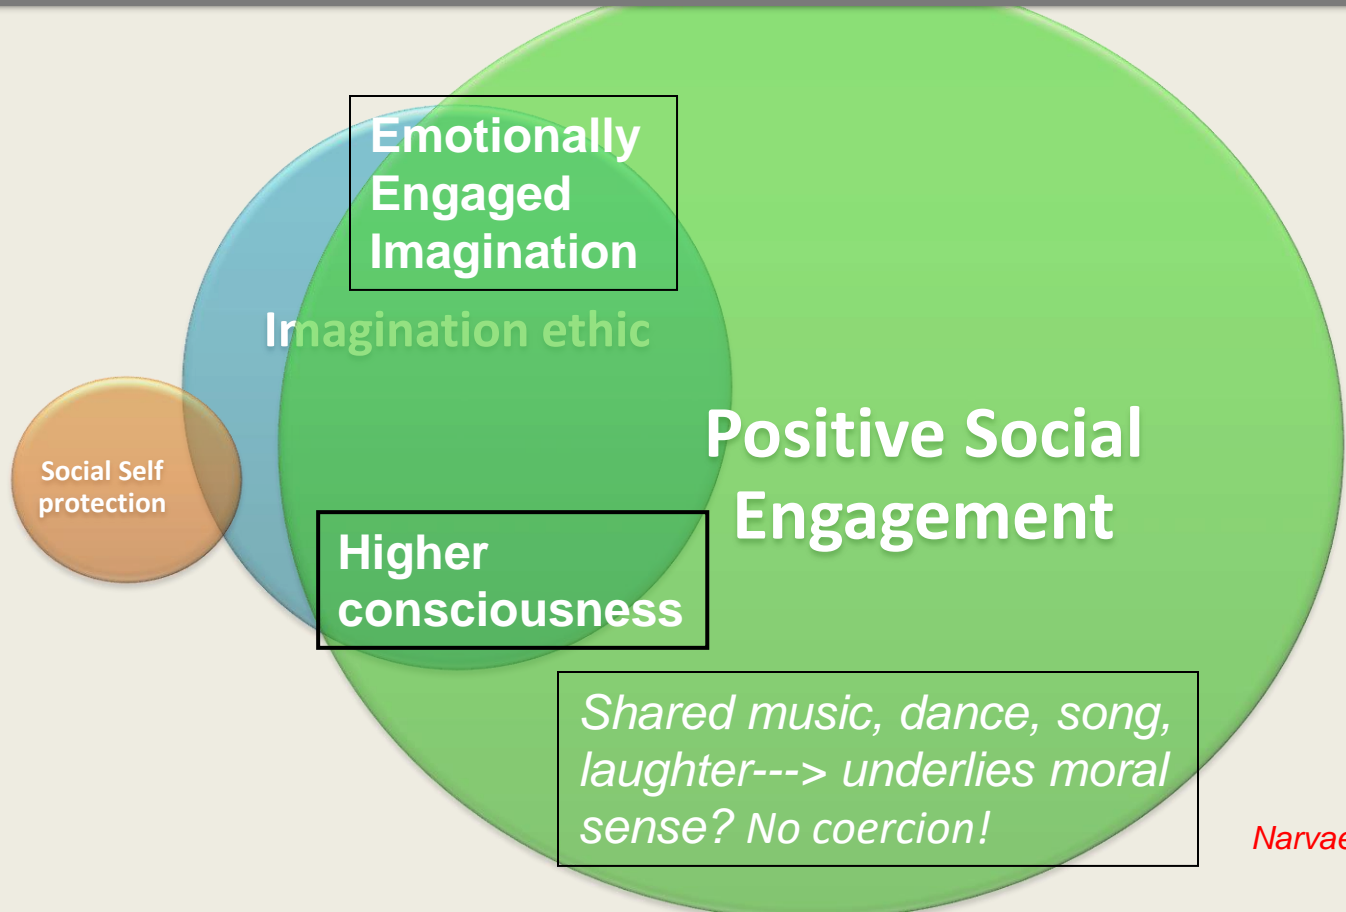 Emotionally
Engaged
Imagination
Imagination ethic
Social Self
protection
Positive Social
Engagement
Higher
consciousness
Shared music, dance, song,
laughter---> underlies moral
sense? No coercion!
Narvae